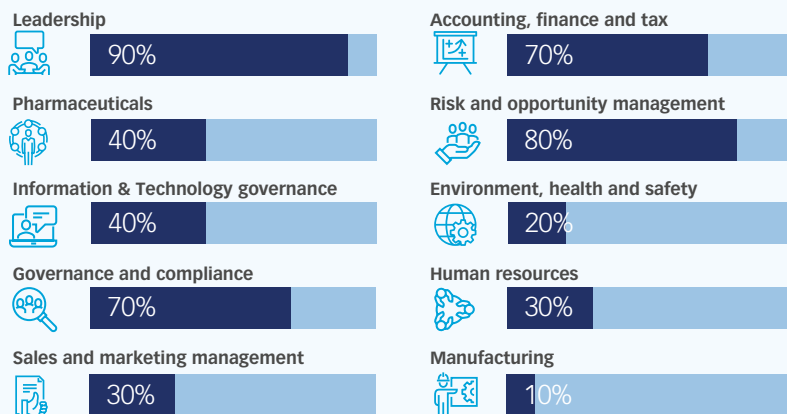 Leadership
90%
Pharmaceuticals
40%
Information & Technology governance
40%
Governance and compliance
70%
Sales and marketing management
30%
Accounting, finance and tax
70%
Risk and opportunity management
80%
Environment, health and safety
20%
Human resources
30%
Manufacturing
10%